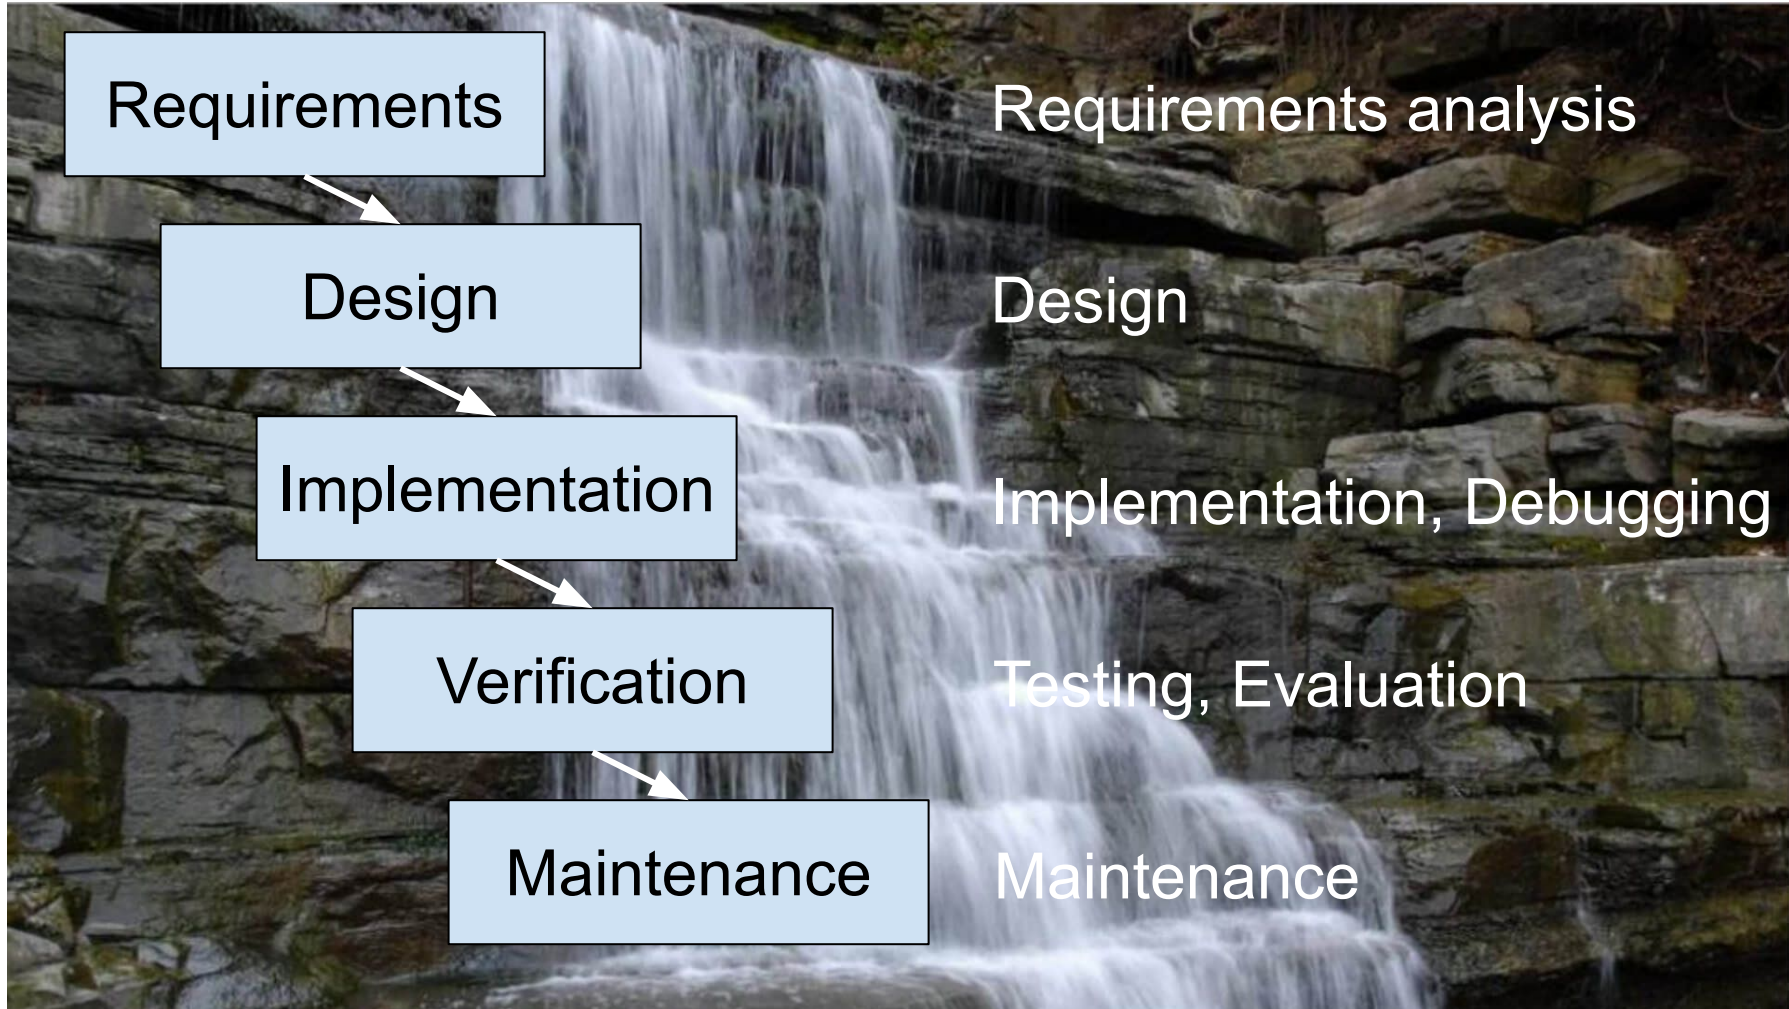 Requirements
Requirements analysis
Design
Design
Implementation
Implementation, Debugging
Verification
Testing, Evaluation
Maintenance
Maintenance